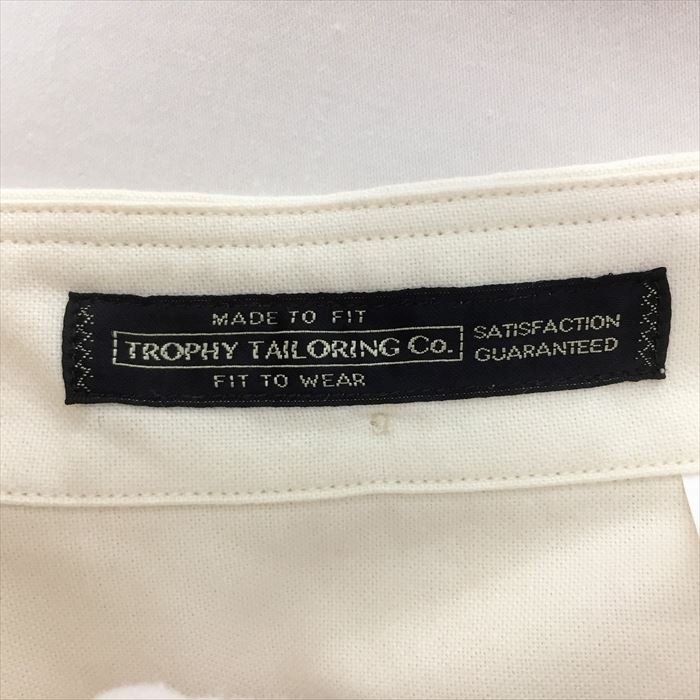 MADE TO FIT
TROPHY TAILORING Co.
FIT TO WEAR
SATISFACTION
GUARANTEED